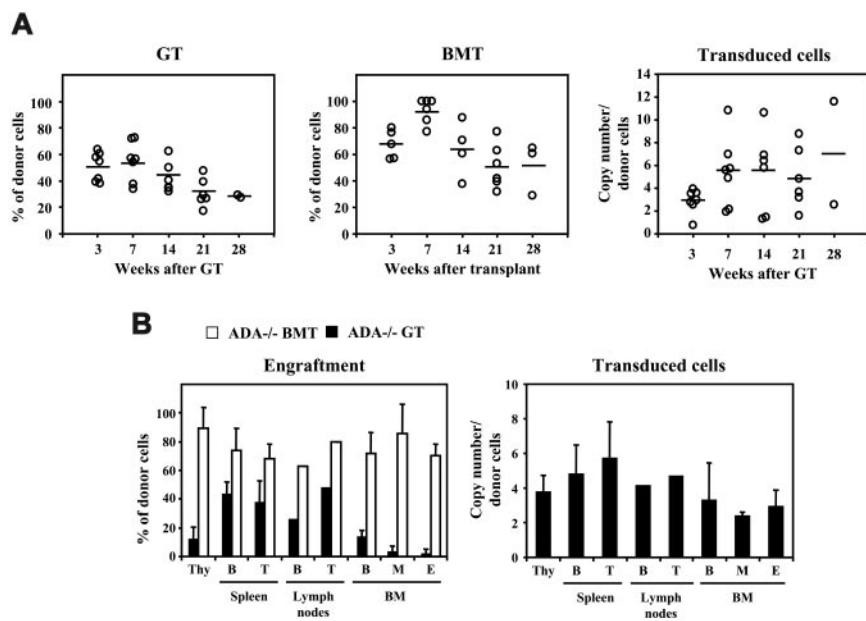 A
GT
% of donor cells
100
80
60
40
20
0
3 7 14 21 28
Weeks after GT
BMT
% of donor cells
100
80
60
40
20
0
3 7 14 21 28
Weeks after transplant
Transduced cells
Copy number/
donor cells
14
12
10
8
6
4
2
0
3 7 14 21 28
Weeks after GT
B
ADA-/- BMT ADA-/- GT
Engraftment
% of donor cells
100
80
60
40
20
0
Thy B T B T B M E
Spleen Lymph BM
nodes
Transduced cells
Copy number/
donor cells
10
8
6
4
2
0
Thy B T B T B M E
Spleen Lymph BM
nodes